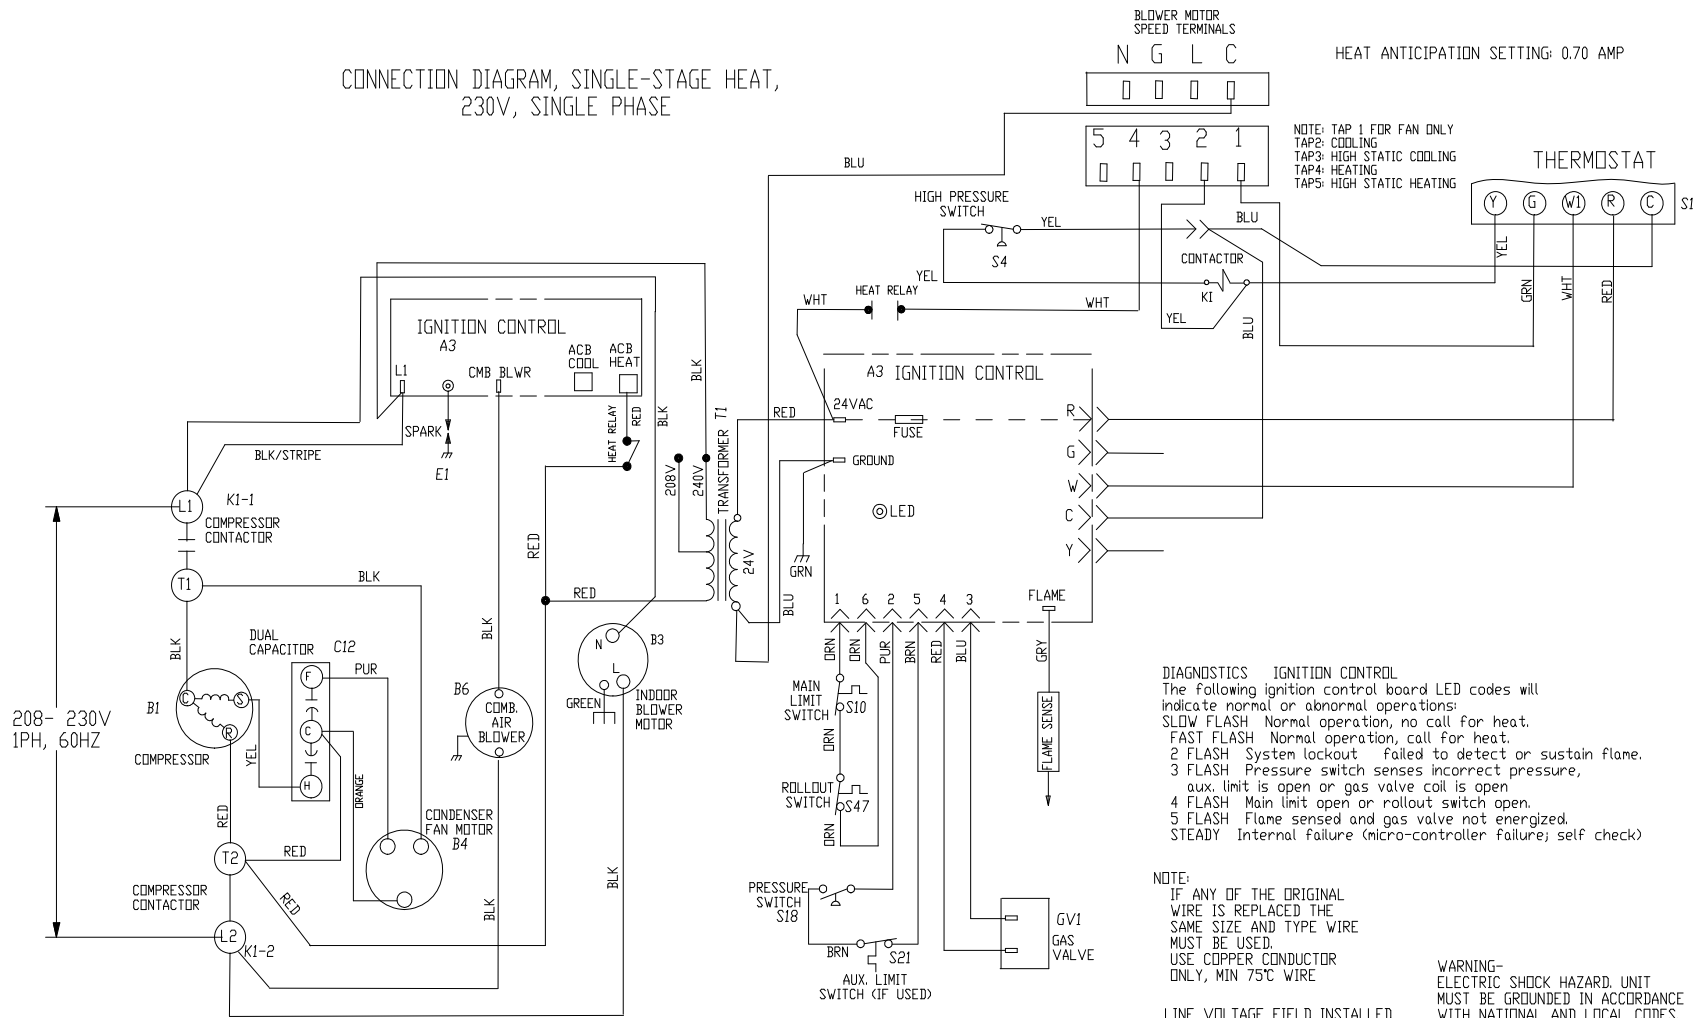 BLOWER MOTOR
SPEED TERMINALS
N G L C
HEAT ANTICIPATION SETTING: 0.70 AMP
CONNECTION DIAGRAM, SINGLE-STAGE HEAT,
230V, SINGLE PHASE
5 4 3 2 1
NOTE: TAP 1 FOR FAN ONLY
TAP2: COOLING
TAP3: HIGH STATIC COOLING
TAP4: HEATING
TAP5: HIGH STATIC HEATING
THERMOSTAT
Y G W1 R C S1
BLU
HIGH PRESSURE
SWITCH
YEL
S4
BLU
YEL
CONTACTOR
K1
YEL
GRN
WHT
RED
YEL
BLU
WHT
HEAT RELAY
WHT
IGNITION CONTROL
A3
L1
CMB BLWR
ACB
COOL
ACB
HEAT
SPARK
E1
HEAT RELAY
RED
BLK
BLK
BLK/STRIPE
208V
240V
TRANSFORMER T1
24V
RED
BLU
A3 IGNITION CONTROL
24VAC
FUSE
GROUND
LED
GRN
R
G
W
C
Y
1 6 2 5 4 3
FLAME
ORN
ORN
PUR
BRN
RED
BLU
GRY
FLAME SENSE
L1
K1-1
COMPRESSOR
CONTACTOR
T1
BLK
BLK
208- 230V
1PH, 60HZ
B1
C S R
COMPRESSOR
DUAL
CAPACITOR
C12
F
C
H
PUR
YEL
ORANGE
RED
CONDENSER
FAN MOTOR
B4
T2
RED
RED
COMPRESSOR
CONTACTOR
L2
K1-2
BLK
BLK
B6
COMB.
AIR
BLOWER
RED
RED
B3
N
L
GREEN
INDOOR
BLOWER
MOTOR
BLK
MAIN
LIMIT
SWITCH
S10
ORN
ROLLOUT
SWITCH
S47
ORN
PRESSURE
SWITCH
S18
BRN
S21
AUX. LIMIT
SWITCH (IF USED)
GV1
GAS
VALVE
DIAGNOSTICS IGNITION CONTROL
The following ignition control board LED codes will
indicate normal or abnormal operations:
SLOW FLASH Normal operation, no call for heat.
FAST FLASH Normal operation, call for heat.
2 FLASH System lockout failed to detect or sustain flame.
3 FLASH Pressure switch senses incorrect pressure,
aux. limit is open or gas valve coil is open
4 FLASH Main limit open or rollout switch open.
5 FLASH Flame sensed and gas valve not energized.
STEADY Internal failure (micro-controller failure; self check)
NOTE:
IF ANY OF THE ORIGINAL
WIRE IS REPLACED THE
SAME SIZE AND TYPE WIRE
MUST BE USED.
USE COPPER CONDUCTOR
ONLY, MIN 75°C WIRE
LINE VOLTAGE FIELD INSTALLED
WARNING-
ELECTRIC SHOCK HAZARD. UNIT
MUST BE GROUNDED IN ACCORDANCE
WITH NATIONAL AND LOCAL CODES